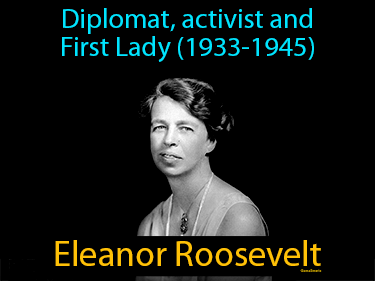 Diplomat, activist and
First Lady (1933-1945)
Eleanor Roosevelt